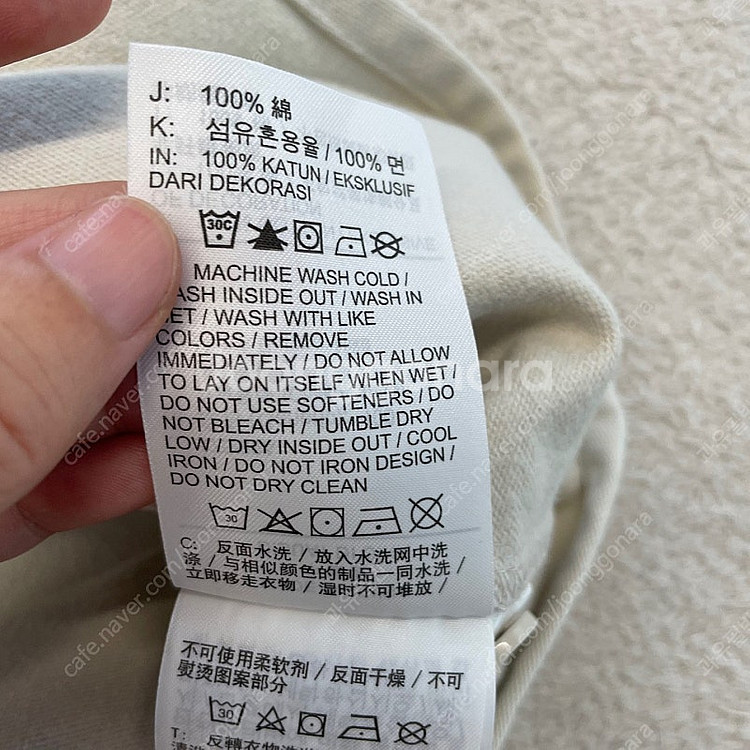 J: 100% 綿
K: 섬유혼용율 / 100% 면
IN: 100% KATUN / EKSKLUSIF
DARI DEKORASI
30C
MACHINE WASH COLD /
ASH INSIDE OUT / WASH IN
ET / WASH WITH LIKE
COLORS / REMOVE
IMMEDIATELY / DO NOT ALLOW
TO LAY ON ITSELF WHEN WET /
DO NOT USE SOFTENERS / DO
NOT BLEACH / TUMBLE DRY
LOW / DRY INSIDE OUT / COOL
IRON / DO NOT IRON DESIGN /
DO NOT DRY CLEAN
30
C: 反面水洗 / 放入水洗网中洗
涤 / 与相似颜色的制品一同水洗 /
立即移走衣物 / 湿时不可堆放 /
不可使用柔软剂 / 反面干燥 / 不可
熨烫图案部分
30